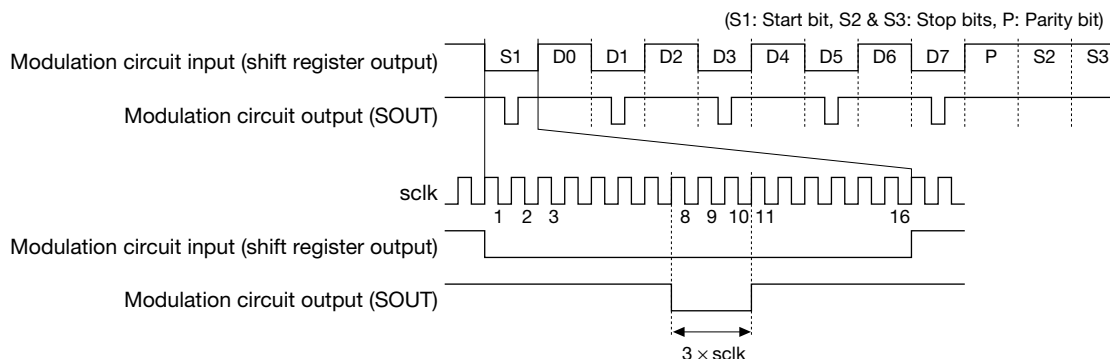 (S1: Start bit, S2 & S3: Stop bits, P: Parity bit)
Modulation circuit input (shift register output)
S1 D0 D1 D2 D3 D4 D5 D6 D7 P S2 S3
Modulation circuit output (SOUT)
sclk
1 2 3 8 9 10 11 16
Modulation circuit input (shift register output)
Modulation circuit output (SOUT)
3 × sclk